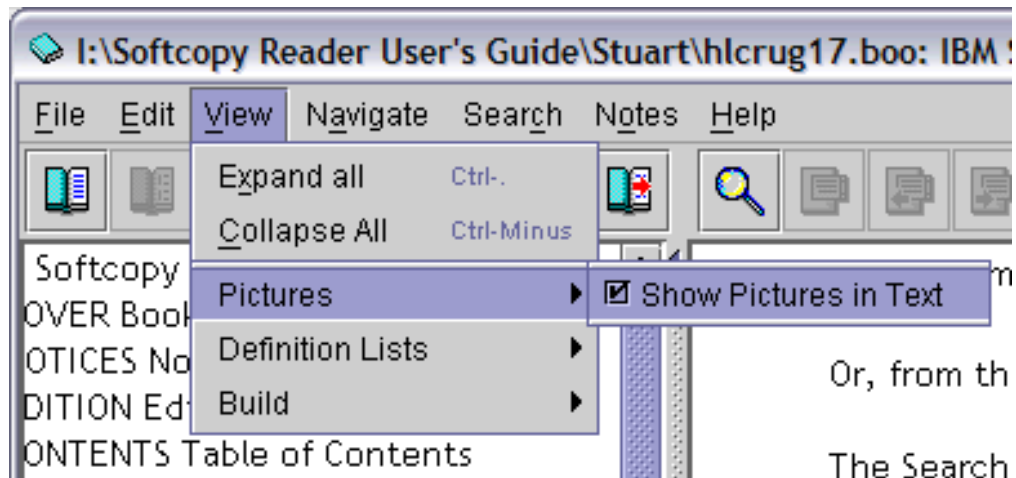 I:\Softcopy Reader User's Guide\Stuart\hlcrug17.boo: IBM
File Edit View Navigate Search Notes Help
Expand all Ctrl-.
Collapse All Ctrl-Minus
Softcopy
Pictures Show Pictures in Text
OVER Book
OTICES No
Definition Lists
Or, from th
DITION Ed
Build
ONTENTS Table of Contents
The Search